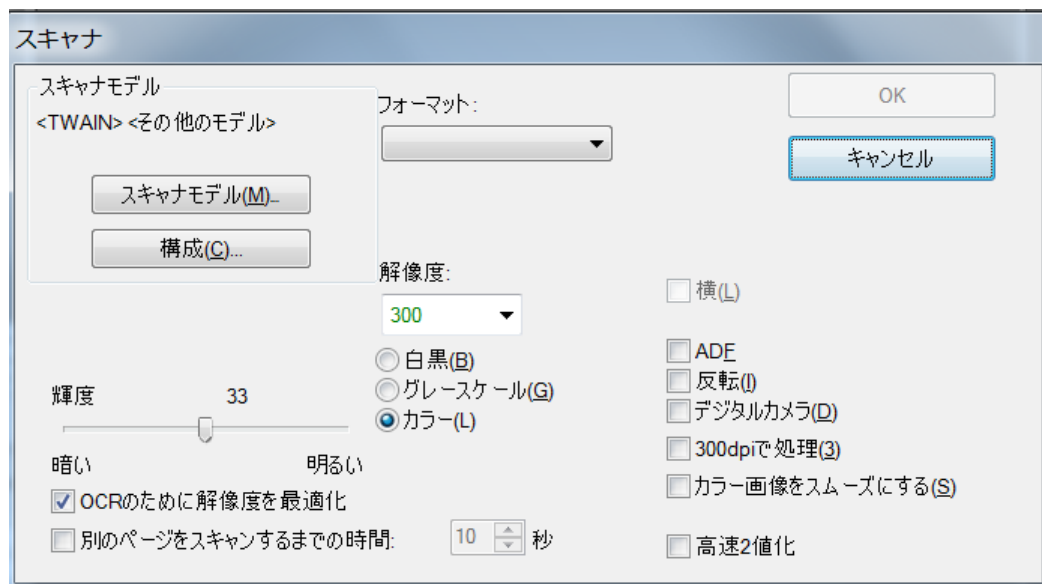 スキャナ
スキャナモデル
<TWAIN> <その他のモデル>
スキャナモデル(M)...
構成(C)...
フォーマット:
OK
キャンセル
解像度:
300
白黒(B)
グレースケール(G)
カラー(L)
横(L)
ADF
反転(I)
デジタルカメラ(D)
300dpiで処理(3)
カラー画像をスムーズにする(S)
高速2値化
輝度 33
暗い 明るい
OCRのために解像度を最適化
別のページをスキャンするまでの時間: 10 秒